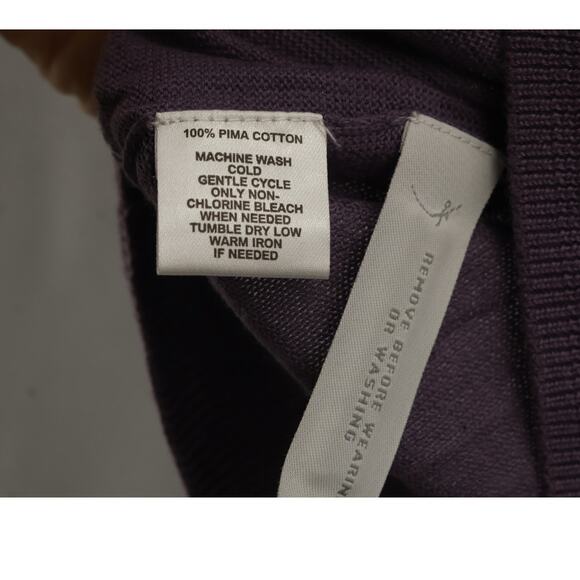 100% PIMA COTTON
MACHINE WASH
COLD
GENTLE CYCLE
ONLY NON-
CHLORINE BLEACH
WHEN NEEDED
TUMBLE DRY LOW
WARM IRON
IF NEEDED
REMOVE BEFORE WEARIN
OR WASHING